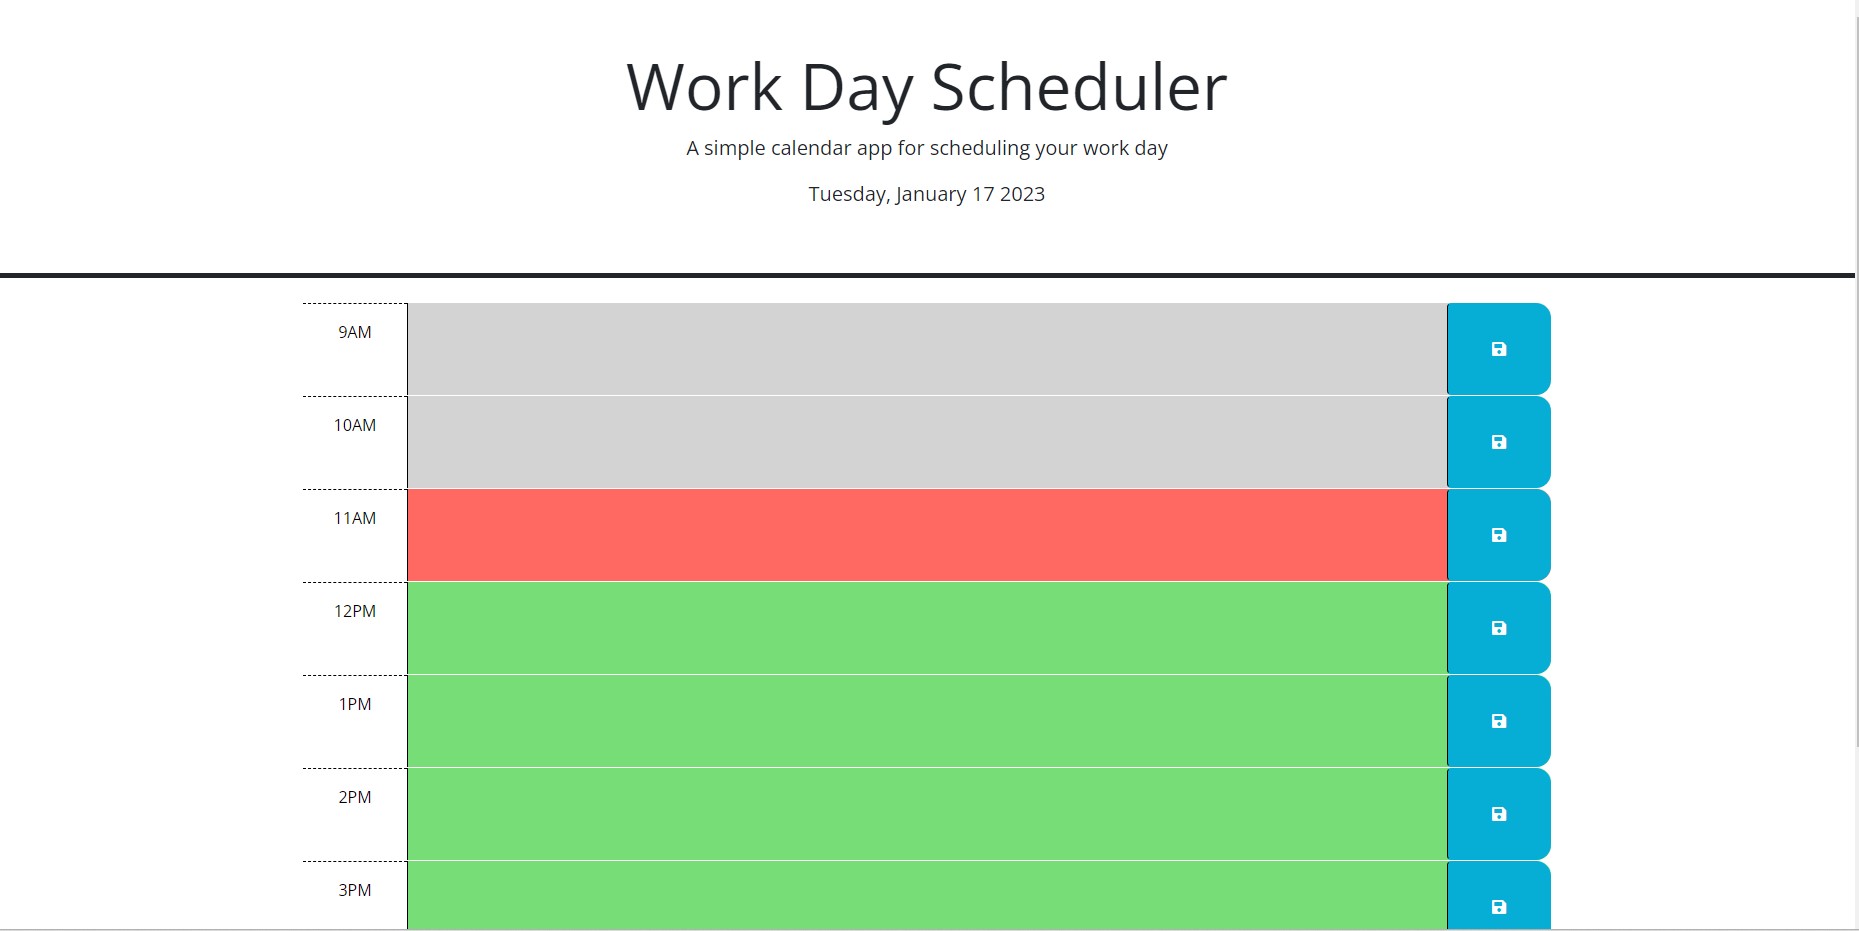 Work Day Scheduler
A simple calendar app for scheduling your work day
Tuesday, January 17 2023
9AM
10AM
11AM
12PM
1PM
2PM
3PM